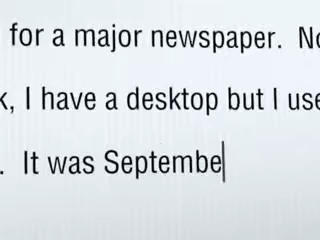 for a major newspaper. No
k, I have a desktop but I use
. It was Septembe